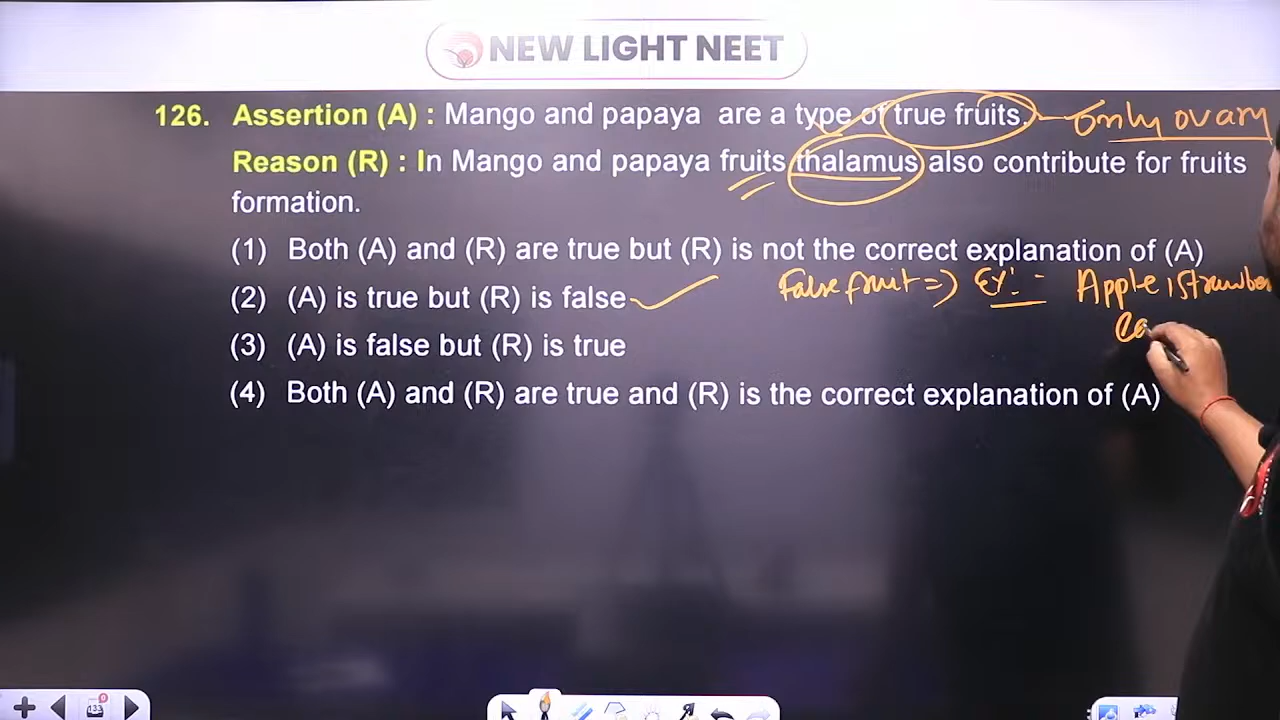 NEW LIGHT NEET
126. Assertion (A) : Mango and papaya are a type of true fruits. only ovary
Reason (R) : In Mango and papaya fruits thalamus also contribute for fruits
formation.
(1) Both (A) and (R) are true but (R) is not the correct explanation of (A)
(2) (A) is true but (R) is false
False fruit => Ex! - Apple, Strawber
Ca
(3) (A) is false but (R) is true
(4) Both (A) and (R) are true and (R) is the correct explanation of (A)
133